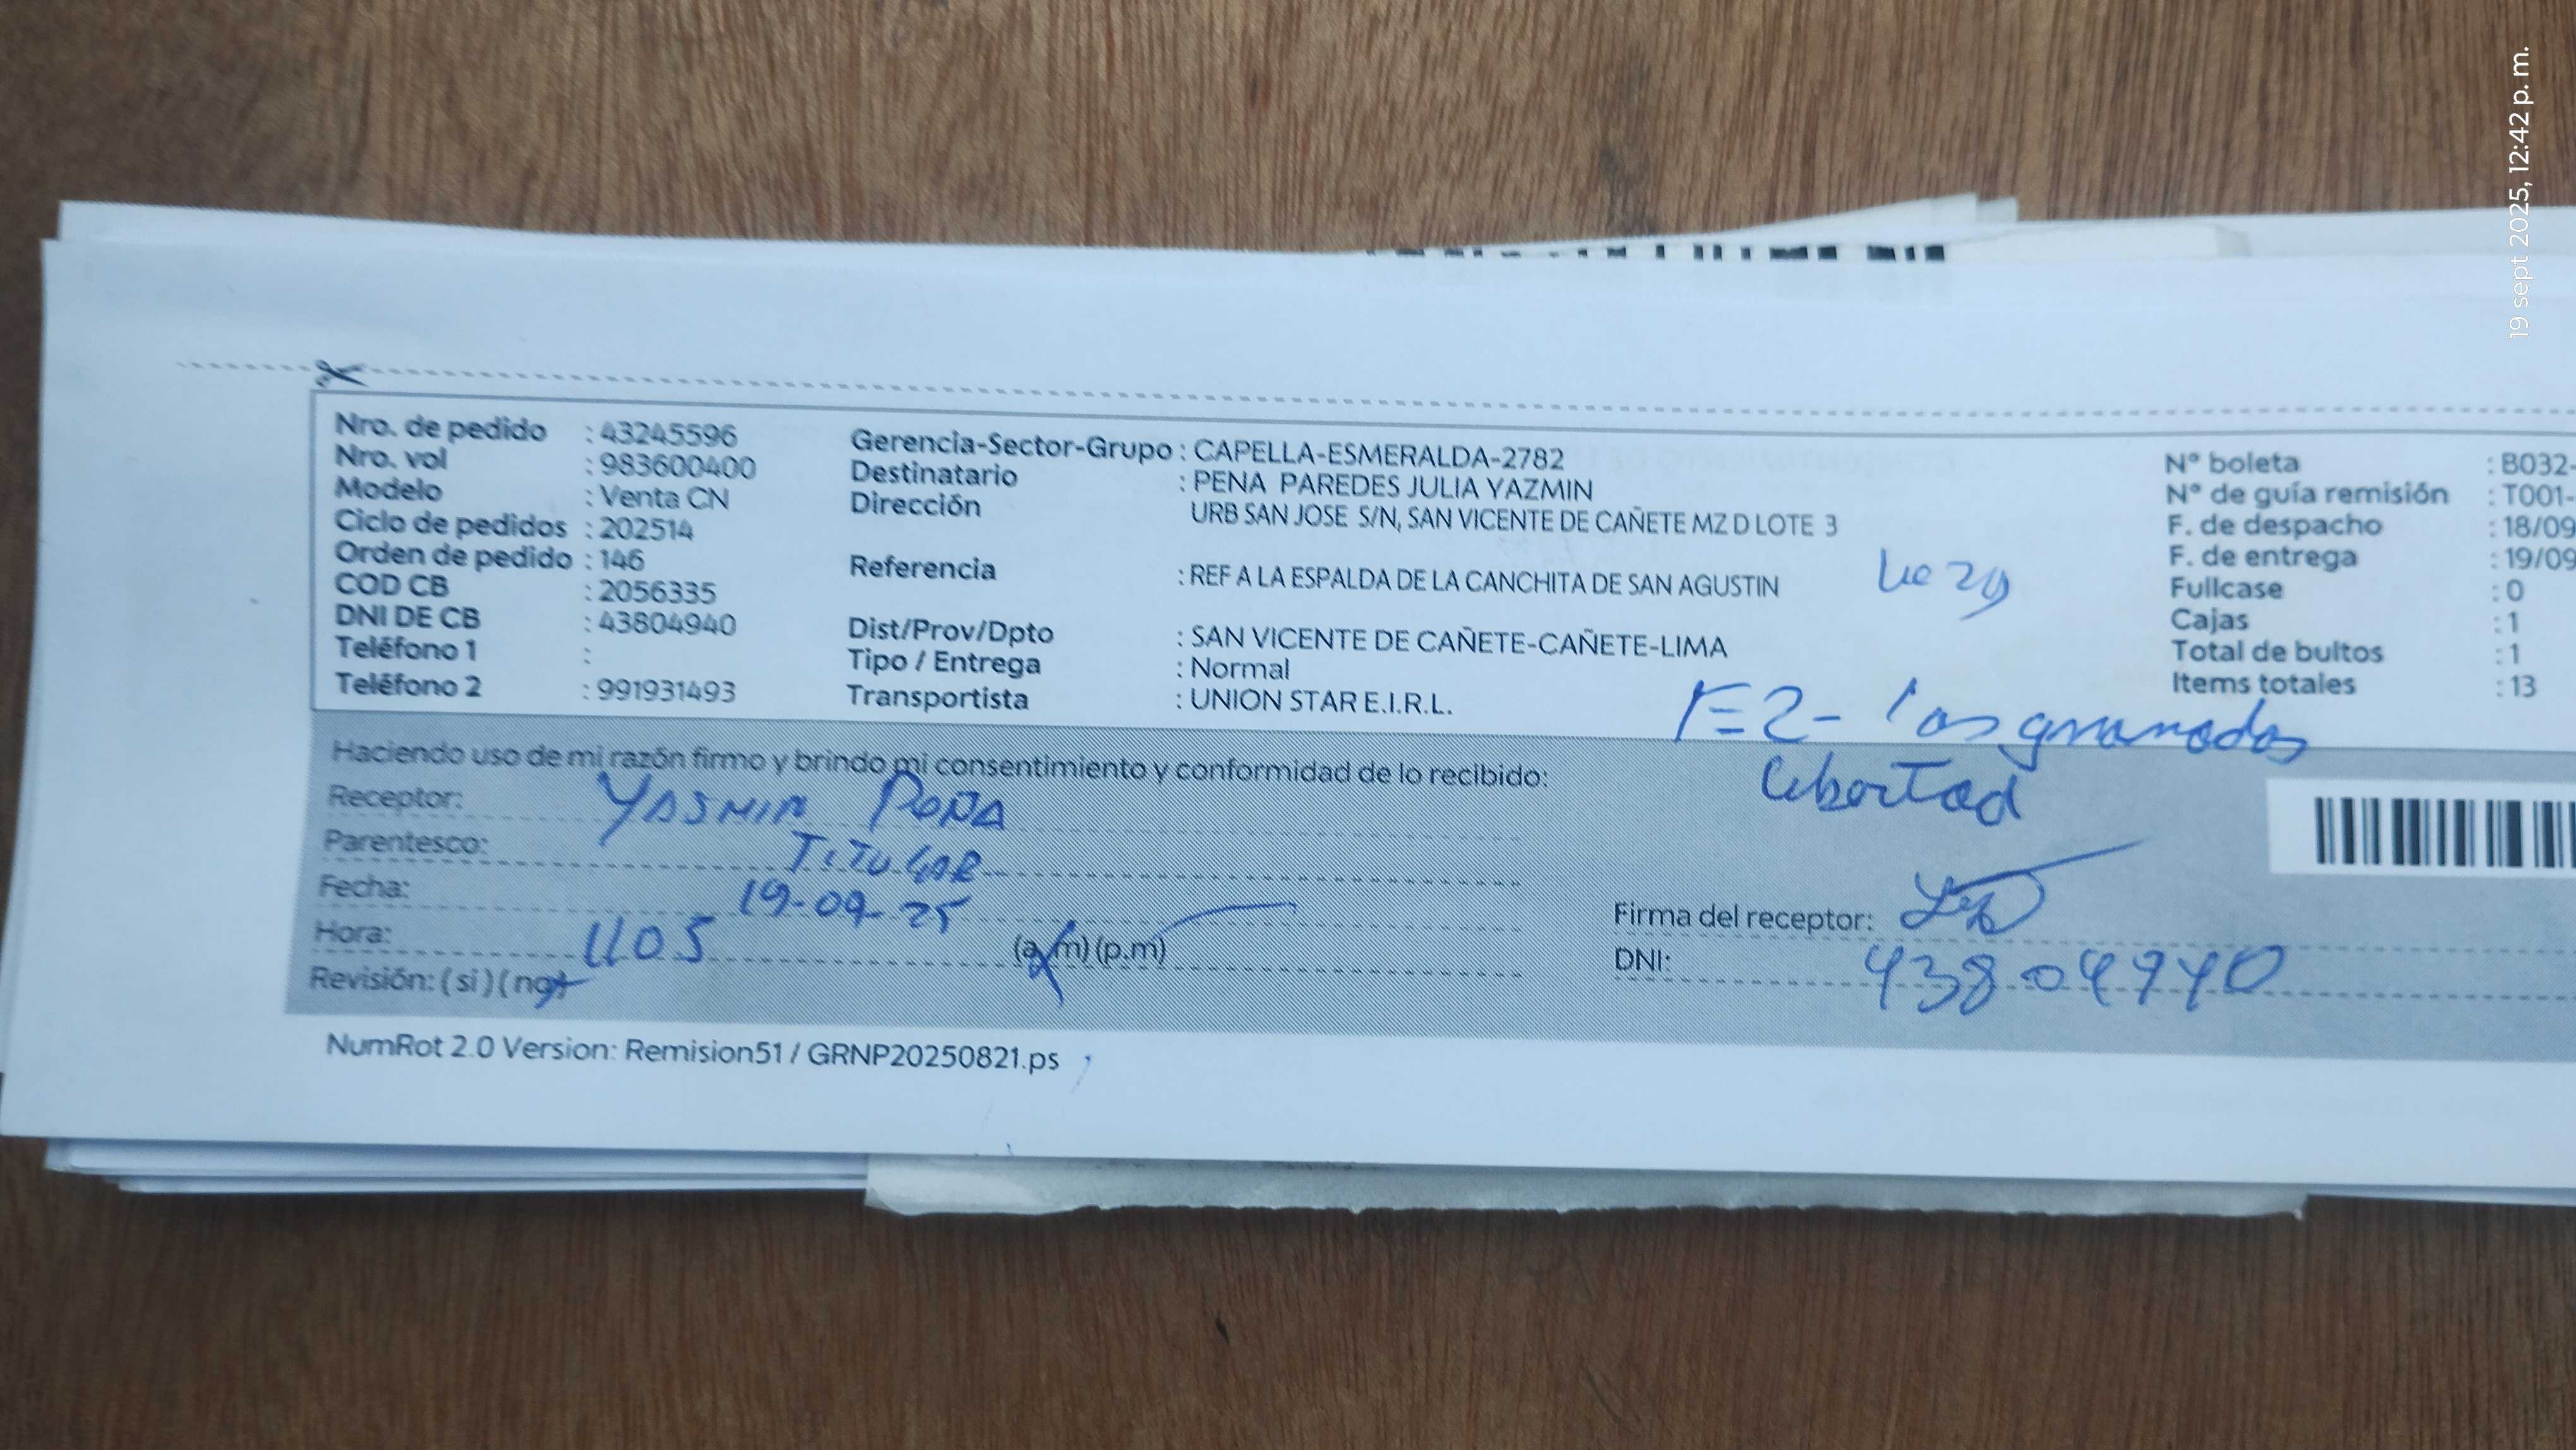 19 sept 2025, 12:42 p. m.
Nro. de pedido : 43245596
Nro. vol : 983600400
Modelo : Venta CN
Ciclo de pedidos : 202514
Orden de pedido : 146
COD CB : 2056335
DNI DE CB : 43804940
Teléfono 1 :
Teléfono 2 : 991931493
Gerencia-Sector-Grupo : CAPELLA-ESMERALDA-2782
Destinatario : PENA PAREDES JULIA YAZMIN
Dirección URB SAN JOSE S/N, SAN VICENTE DE CAÑETE MZ D LOTE 3
Referencia : REF A LA ESPALDA DE LA CANCHITA DE SAN AGUSTIN
Dist/Prov/Dpto : SAN VICENTE DE CAÑETE-CAÑETE-LIMA
Tipo / Entrega : Normal
Transportista : UNION STAR E.I.R.L.
N° boleta : B032-
N° de guía remisión : T001-
F. de despacho : 18/09
F. de entrega : 19/09
Fullcase : 0
Cajas : 1
Total de bultos : 1
Items totales : 13
los granados
libertad
Haciendo uso de mi razón firmo y brindo mi consentimiento y conformidad de lo recibido:
Receptor: YASMIN PEÑA
Parentesco: TITULAR
Fecha: 19-09-25
Hora: 1105 (a.m) (p.m)
Revisión: (si) (no)
Firma del receptor:
DNI: 43804940
NumRot 2.0 Version: Remision51 / GRNP20250821.ps